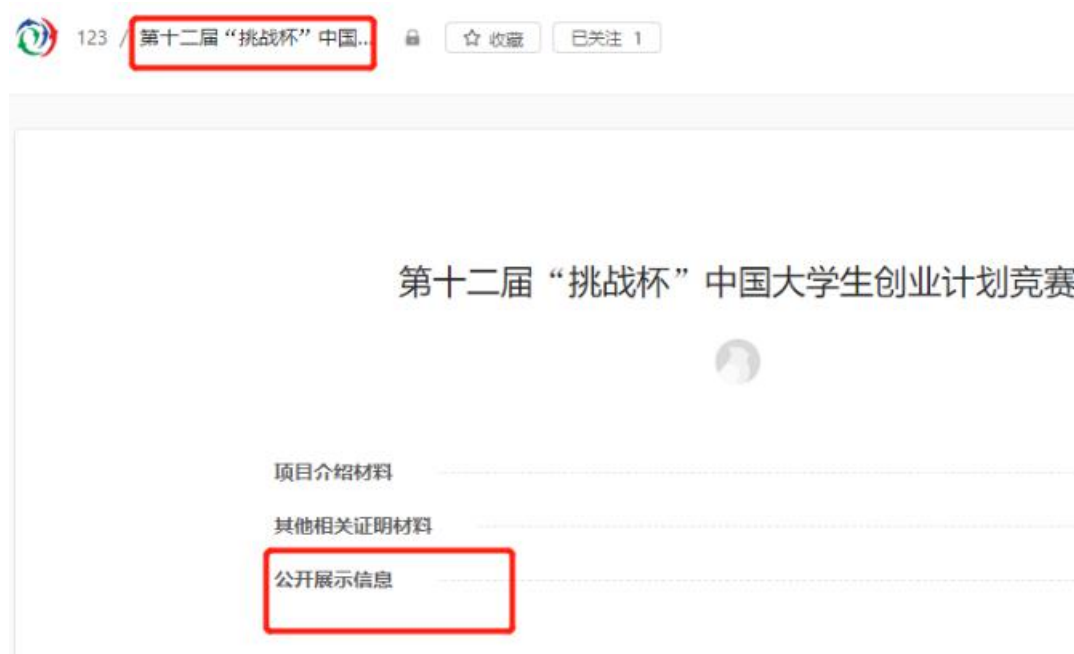 123 / 第十二届“挑战杯”中国... 收藏 已关注 1
第十二届“挑战杯”中国大学生创业计划竞赛
项目介绍材料
其他相关证明材料
公开展示信息